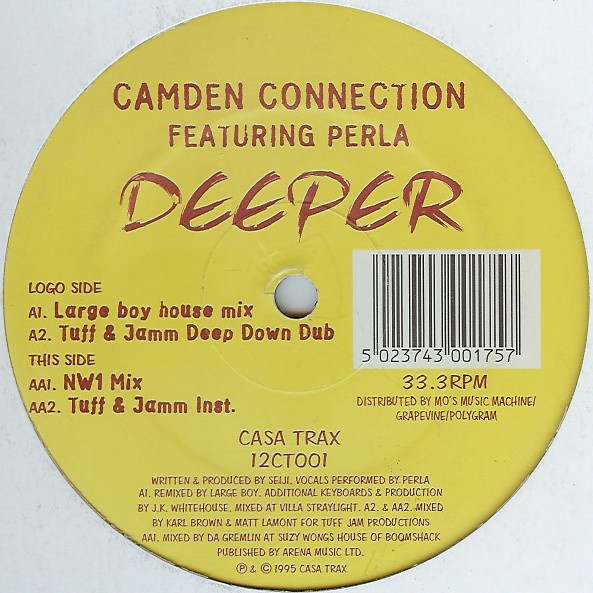 CAMDEN CONNECTION
FEATURING PERLA
DEEPER
LOGO SIDE
A1. Large boy house mix
A2. Tuff & Jamm Deep Down Dub
THIS SIDE
AA1. NW1 Mix
AA2. Tuff & Jamm Inst.
5 023743 001757
33.3RPM
DISTRIBUTED BY MO'S MUSIC MACHINE/
GRAPEVINE/POLYGRAM
CASA TRAX
12CT001
WRITTEN & PRODUCED BY SEIJI. VOCALS PERFORMED BY PERLA
A1. REMIXED BY LARGE BOY. ADDITIONAL KEYBOARDS & PRODUCTION
BY J.K. WHITEHOUSE. MIXED AT VILLA STRAYLIGHT. A2. & AA2. MIXED
BY KARL BROWN & MATT LAMONT FOR TUFF JAM PRODUCTIONS
AA1. MIXED BY DA GREMLIN AT SUZY WONGS HOUSE OF BOOMSHACK
PUBLISHED BY ARENA MUSIC LTD.
℗ & © 1995 CASA TRAX